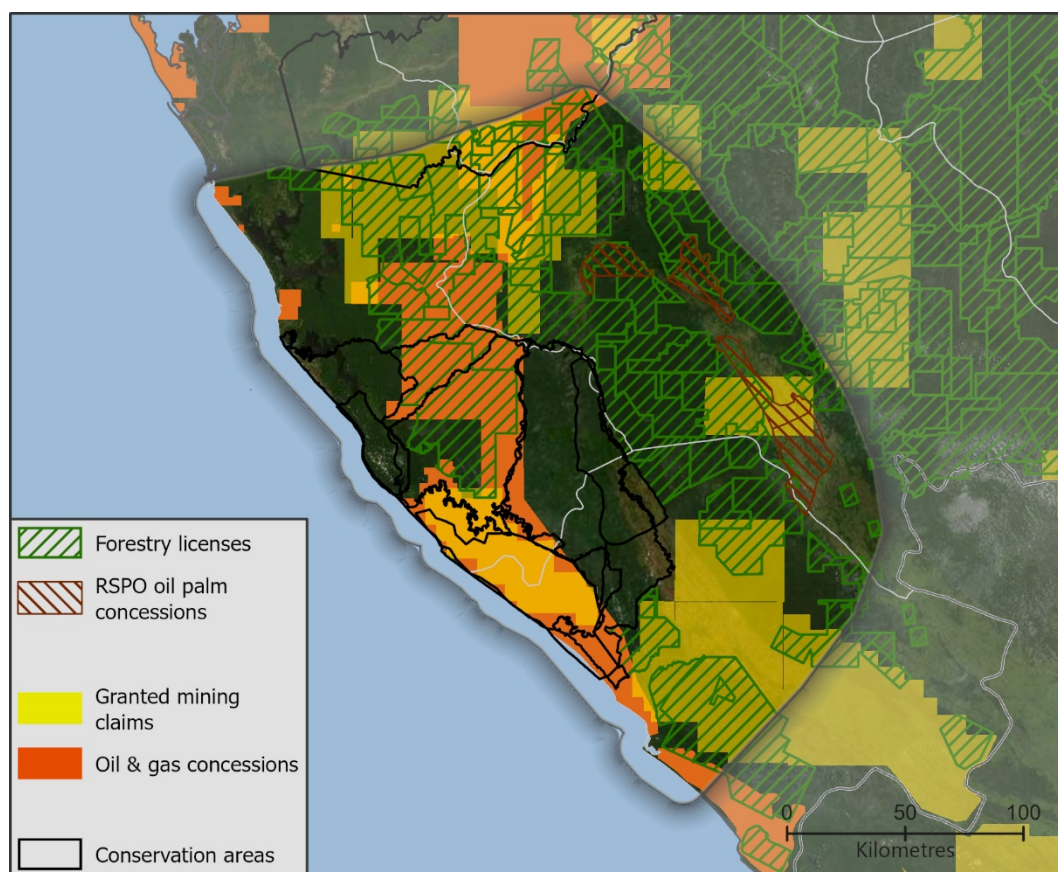 Forestry licenses
RSPO oil palm
concessions
Granted mining
claims
Oil & gas concessions
Conservation areas
0 50 100
Kilometres